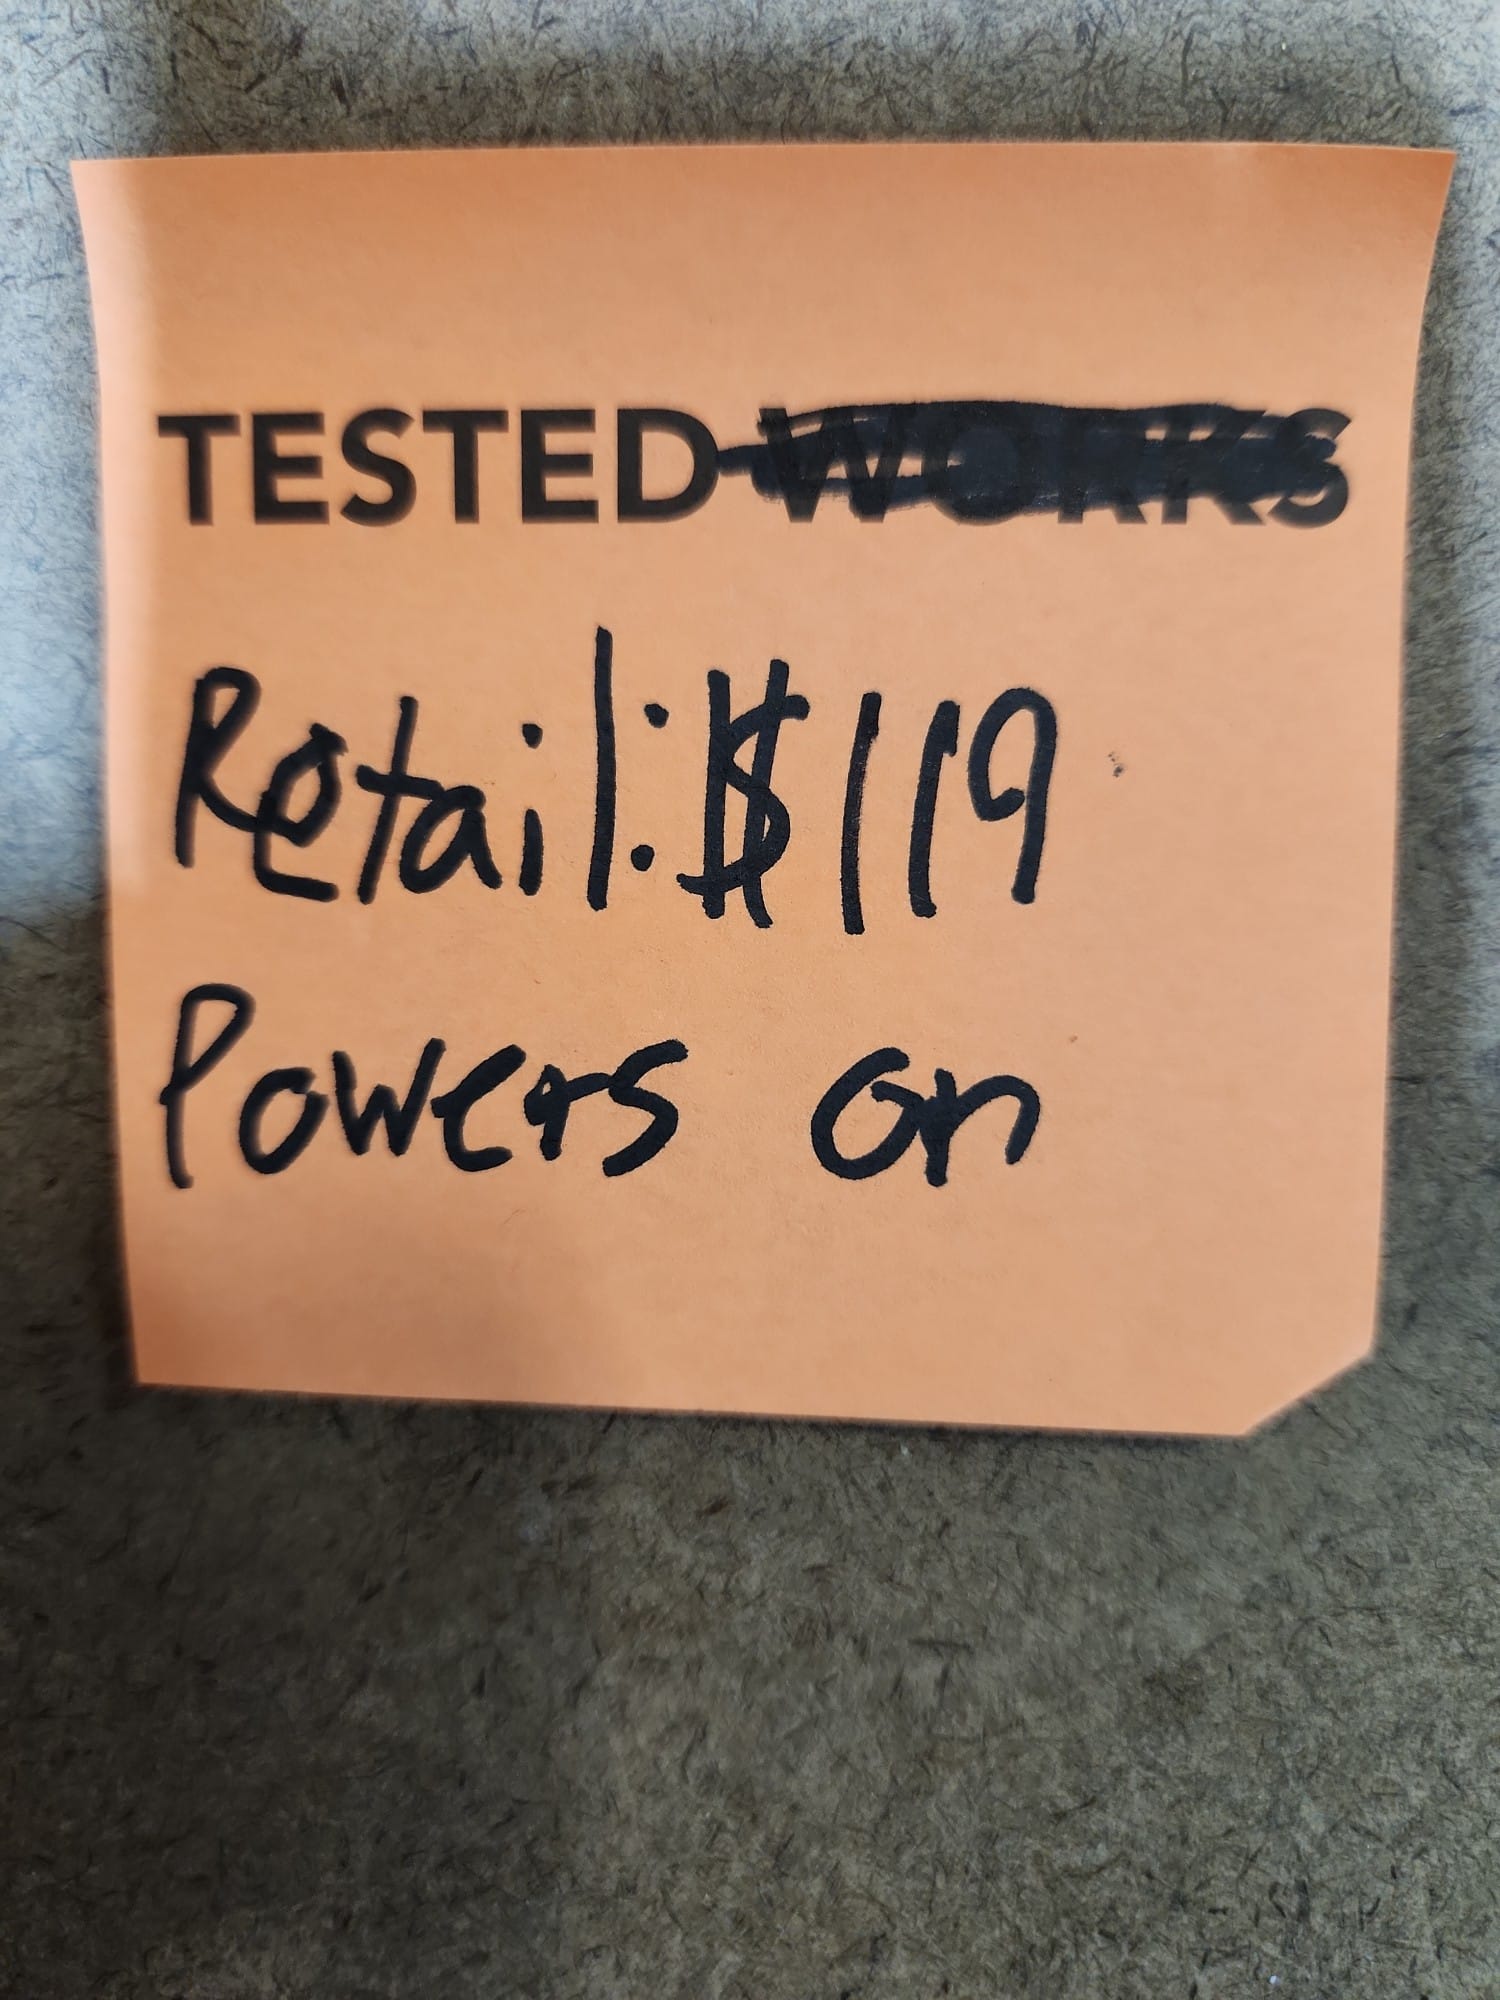 TESTED WORKS
Retail: $119
Powers on